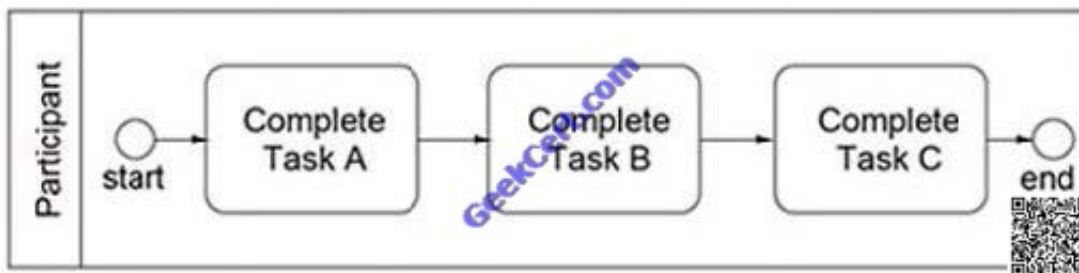 Participant
start
Complete
Task A
Complete
Task B
Complete
Task C
end
GeekCert.com